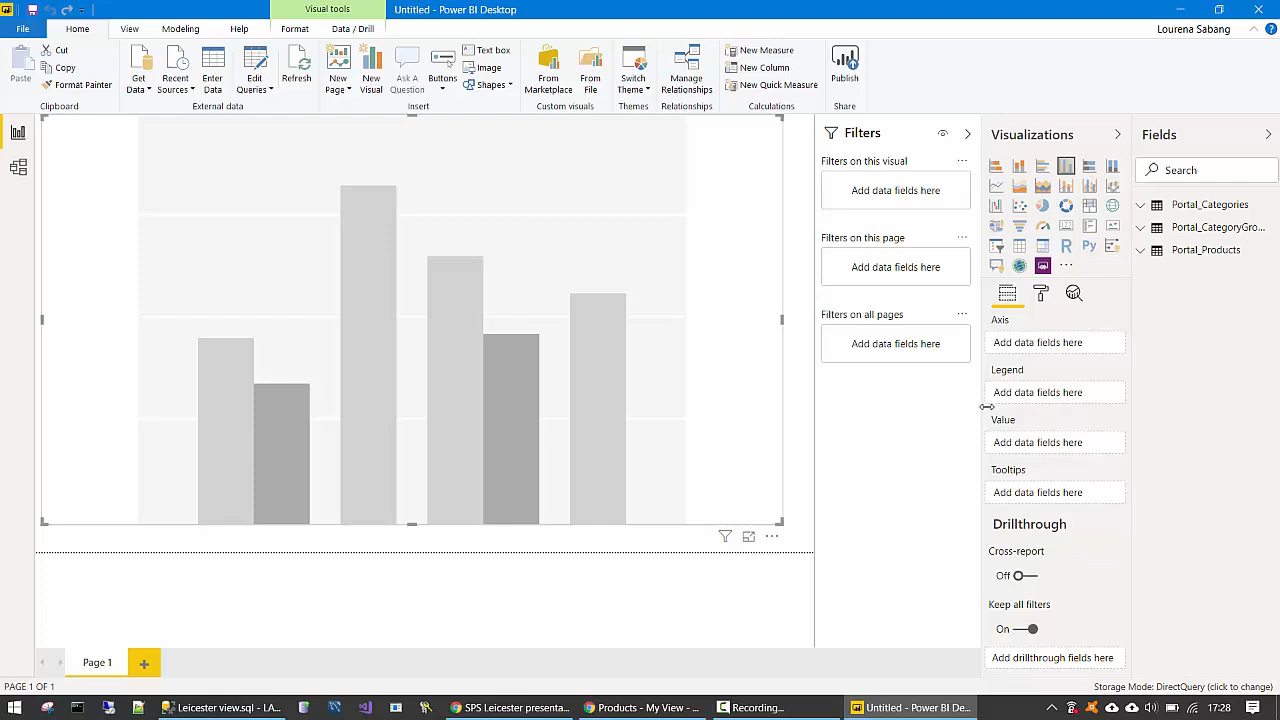 Visual tools
Untitled - Power BI Desktop
File
Home
View
Modeling
Help
Format
Data / Drill
Lourena Sabang
Paste
Cut
Copy
Format Painter
Clipboard
Get Data
Recent Sources
Enter Data
Edit Queries
Refresh
External data
New Page
New Visual
Ask A Question
Buttons
Text box
Image
Shapes
Insert
From Marketplace
From File
Custom visuals
Switch Theme
Themes
Manage Relationships
Relationships
New Measure
New Column
New Quick Measure
Calculations
Publish
Share
Filters
Filters on this visual
Add data fields here
Filters on this page
Add data fields here
Filters on all pages
Add data fields here
Visualizations
R
Py
Axis
Add data fields here
Legend
Add data fields here
Value
Add data fields here
Tooltips
Add data fields here
Drillthrough
Cross-report
Off
Keep all filters
On
Add drillthrough fields here
Fields
Search
Portal_Categories
Portal_CategoryGro...
Portal_Products
Page 1
PAGE 1 OF 1
Storage Mode: DirectQuery (click to change)
Leicester view.sql - LA...
SPS Leicester presenta...
Products - My View - ...
Recording...
Untitled - Power BI De...
17:28